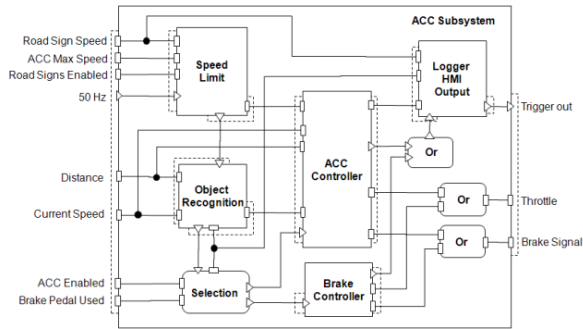 ACC Subsystem
Road Sign Speed
ACC Max Speed
Road Signs Enabled
50 Hz
Speed
Limit
Logger
HMI
Output
Trigger out
Or
ACC
Controller
Distance
Object
Recognition
Current Speed
Or
Throttle
Or
Brake Signal
ACC Enabled
Brake Pedal Used
Selection
Brake
Controller